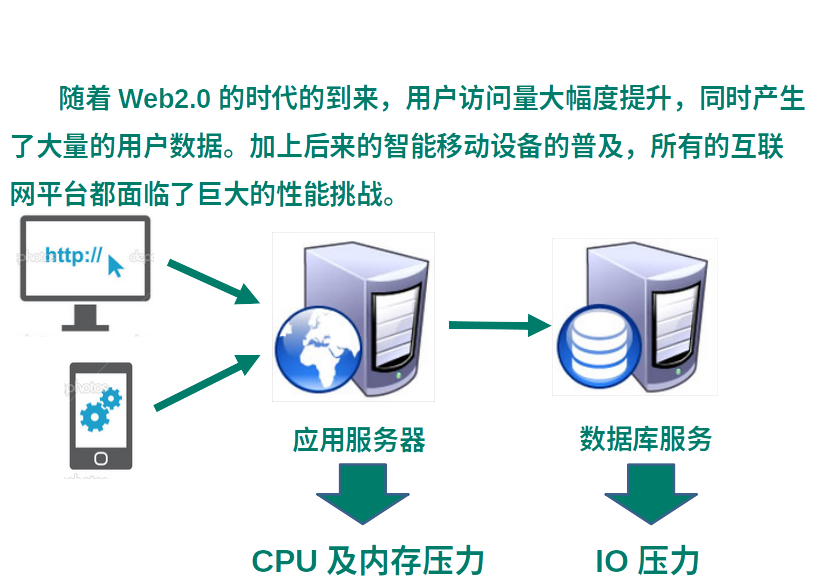 随着 Web2.0 的时代的到来，用户访问量大幅度提升，同时产生
了大量的用户数据。加上后来的智能移动设备的普及，所有的互联
网平台都面临了巨大的性能挑战。
http://
photos
应用服务器
数据库服务
CPU 及内存压力
IO 压力